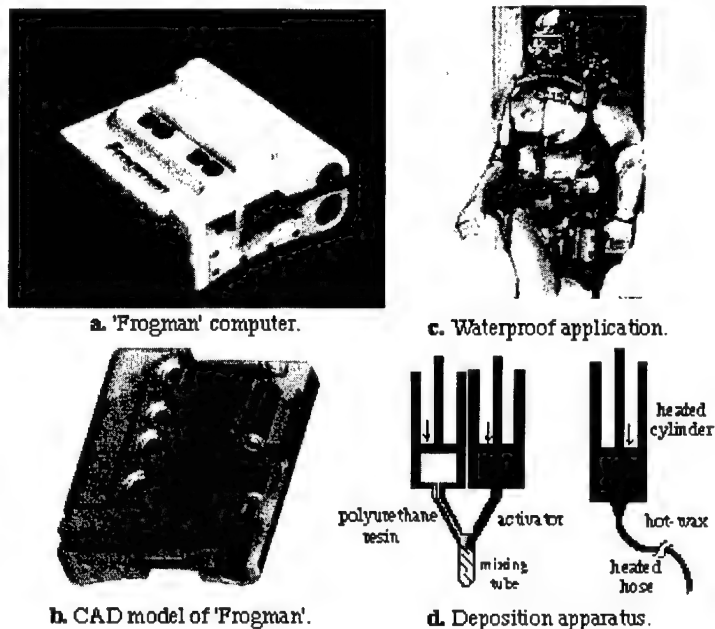 Frogman
a. 'Frogman' computer.
c. Waterproof application.
heated
cylinder
polyurethane
resin
activator
hot-wax
mixing
tube
heated
hose
b. CAD model of 'Frogman'.
d. Deposition apparatus.